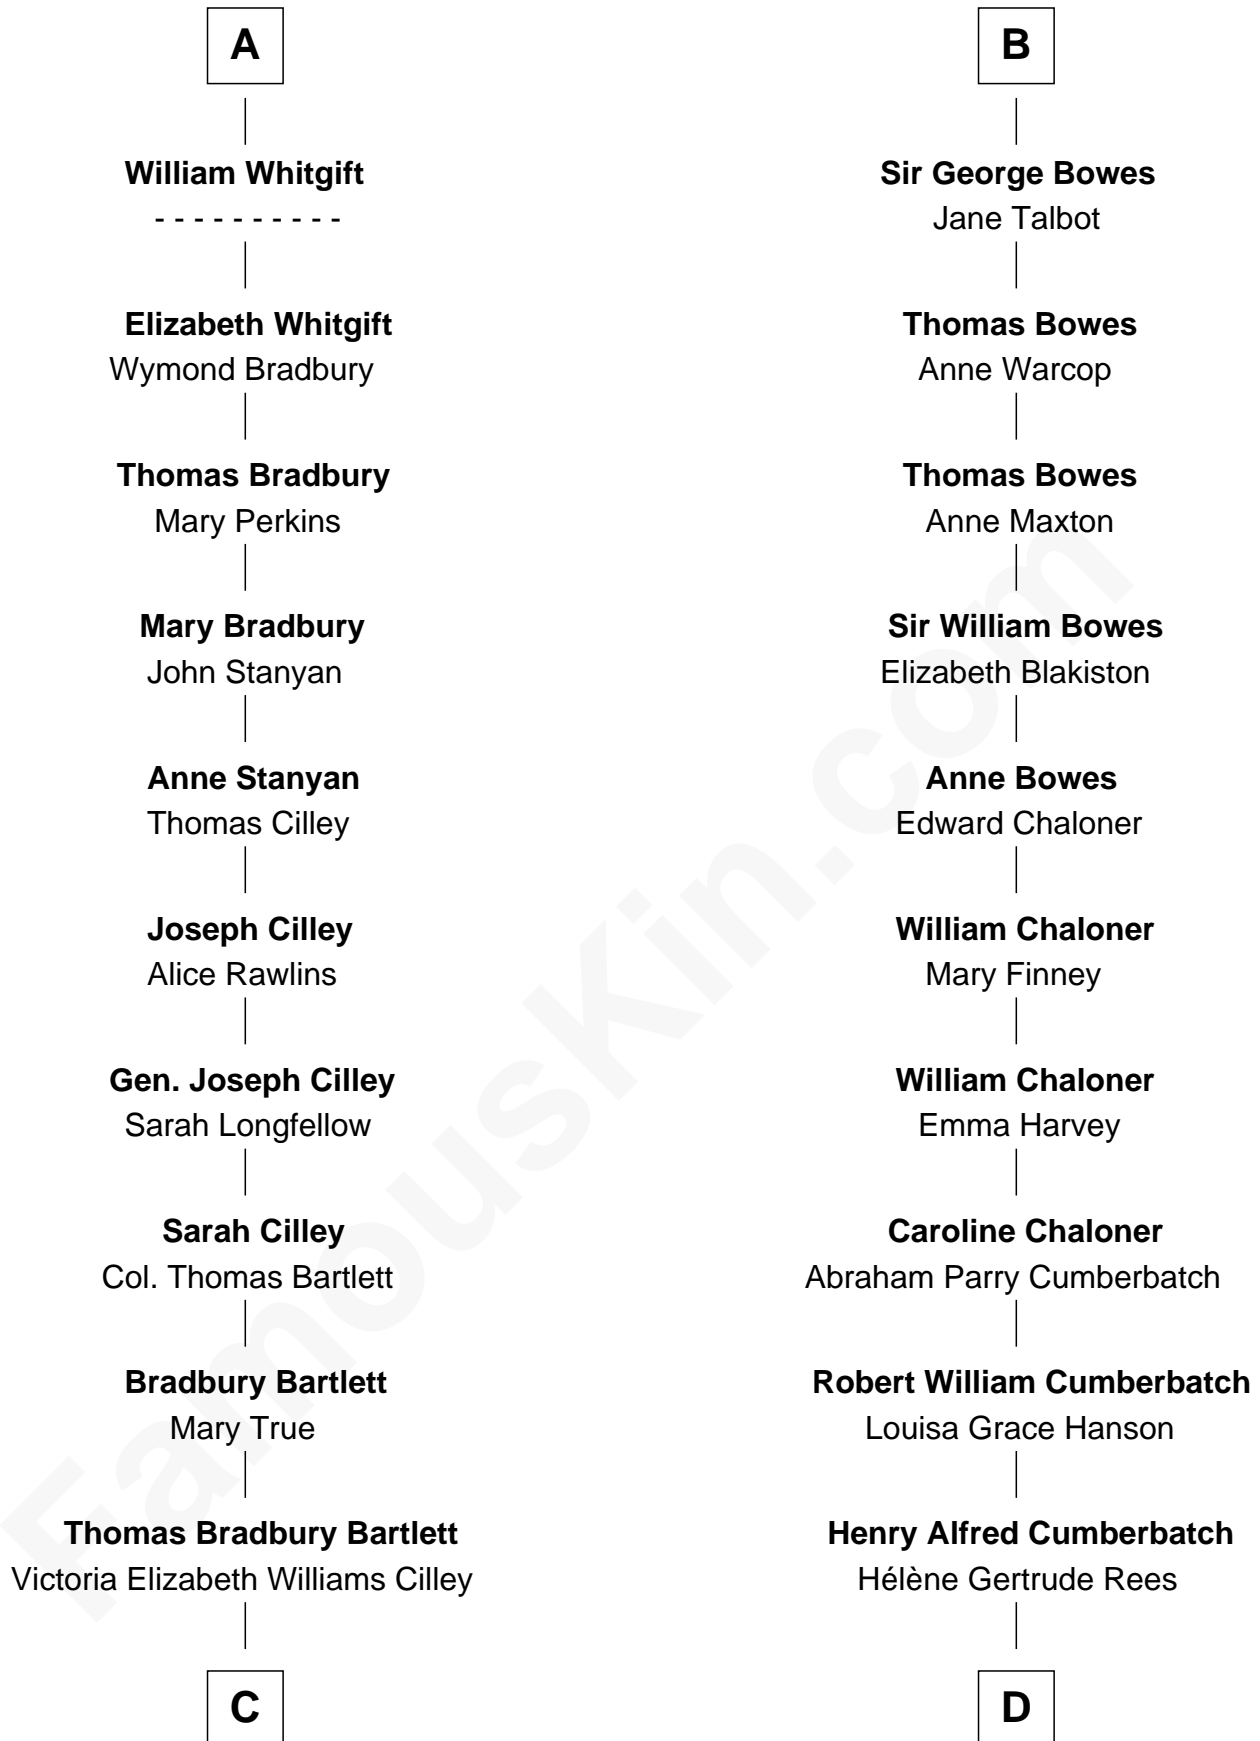 A
William Whitgift
- - - - - - - - - -
Elizabeth Whitgift
Wymond Bradbury
Thomas Bradbury
Mary Perkins
Mary Bradbury
John Stanyan
Anne Stanyan
Thomas Cilley
Joseph Cilley
Alice Rawlins
Gen. Joseph Cilley
Sarah Longfellow
Sarah Cilley
Col. Thomas Bartlett
Bradbury Bartlett
Mary True
Thomas Bradbury Bartlett
Victoria Elizabeth Williams Cilley
C
B
Sir George Bowes
Jane Talbot
Thomas Bowes
Anne Warcop
Thomas Bowes
Anne Maxton
Sir William Bowes
Elizabeth Blakiston
Anne Bowes
Edward Chaloner
William Chaloner
Mary Finney
William Chaloner
Emma Harvey
Caroline Chaloner
Abraham Parry Cumberbatch
Robert William Cumberbatch
Louisa Grace Hanson
Henry Alfred Cumberbatch
Hélène Gertrude Rees
D
FamousKin.com